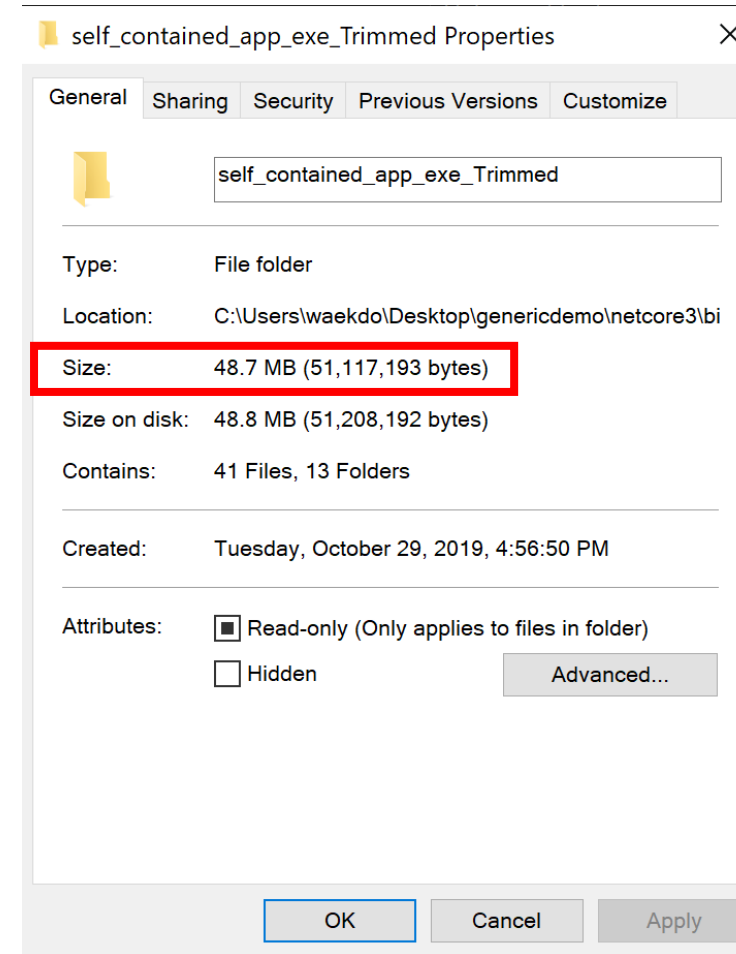 self_contained_app_exe_Trimmed Properties
General Sharing Security Previous Versions Customize
self_contained_app_exe_Trimmed
Type: File folder
Location: C:\Users\waekdo\Desktop\genericdemo\netcore3\bi
Size: 48.7 MB (51,117,193 bytes)
Size on disk: 48.8 MB (51,208,192 bytes)
Contains: 41 Files, 13 Folders
Created: Tuesday, October 29, 2019, 4:56:50 PM
Attributes: Read-only (Only applies to files in folder)
Hidden Advanced...
OK Cancel Apply